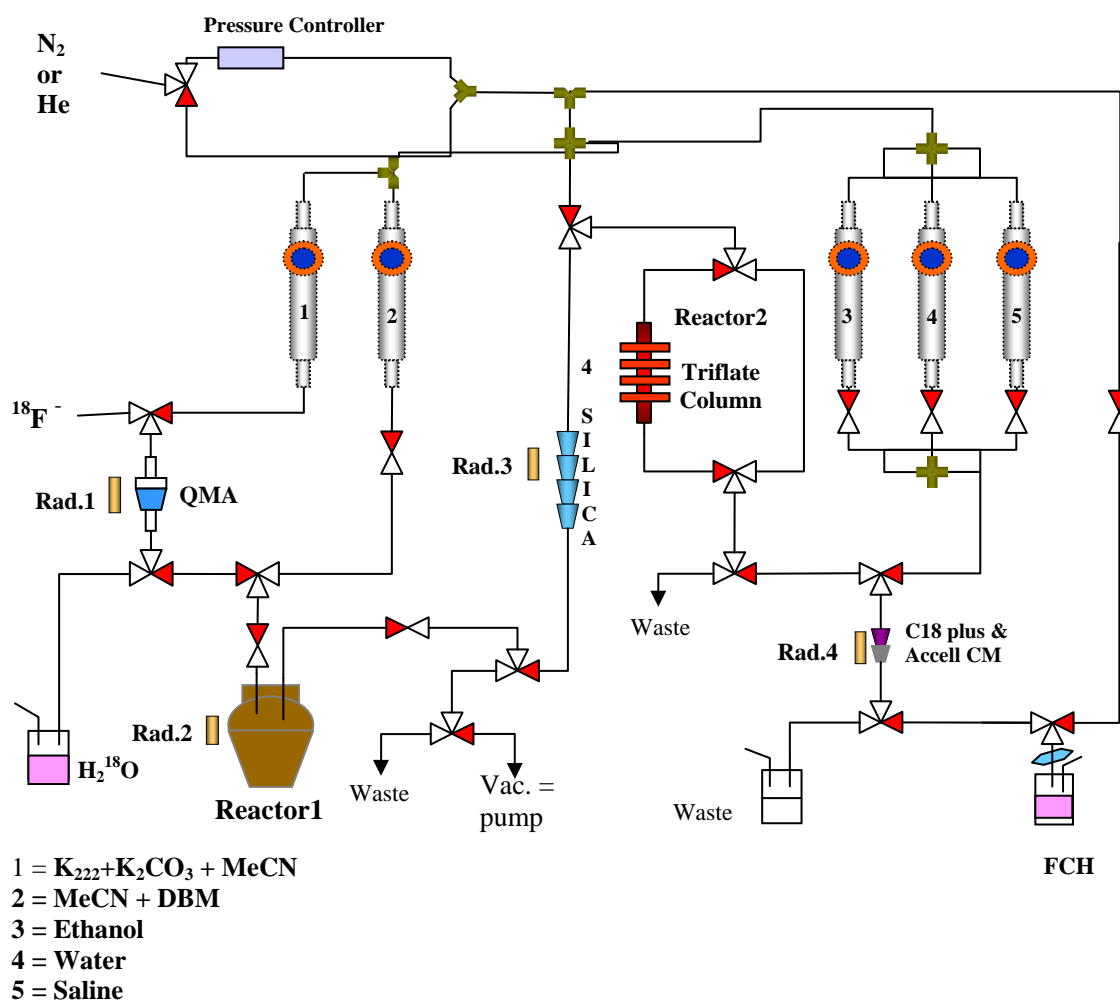 Pressure Controller
N₂
or
He
1
2
3
4
5
Reactor2
Triflate
Column
4
S
I
L
I
C
A
¹⁸F ⁻
Rad.1
QMA
Rad.3
Waste
C18 plus &
Accell CM
Rad.4
Rad.2
H₂¹⁸O
Reactor1
Waste
Vac. =
pump
Waste
FCH
1 = K₂₂₂+K₂CO₃ + MeCN
2 = MeCN + DBM
3 = Ethanol
4 = Water
5 = Saline